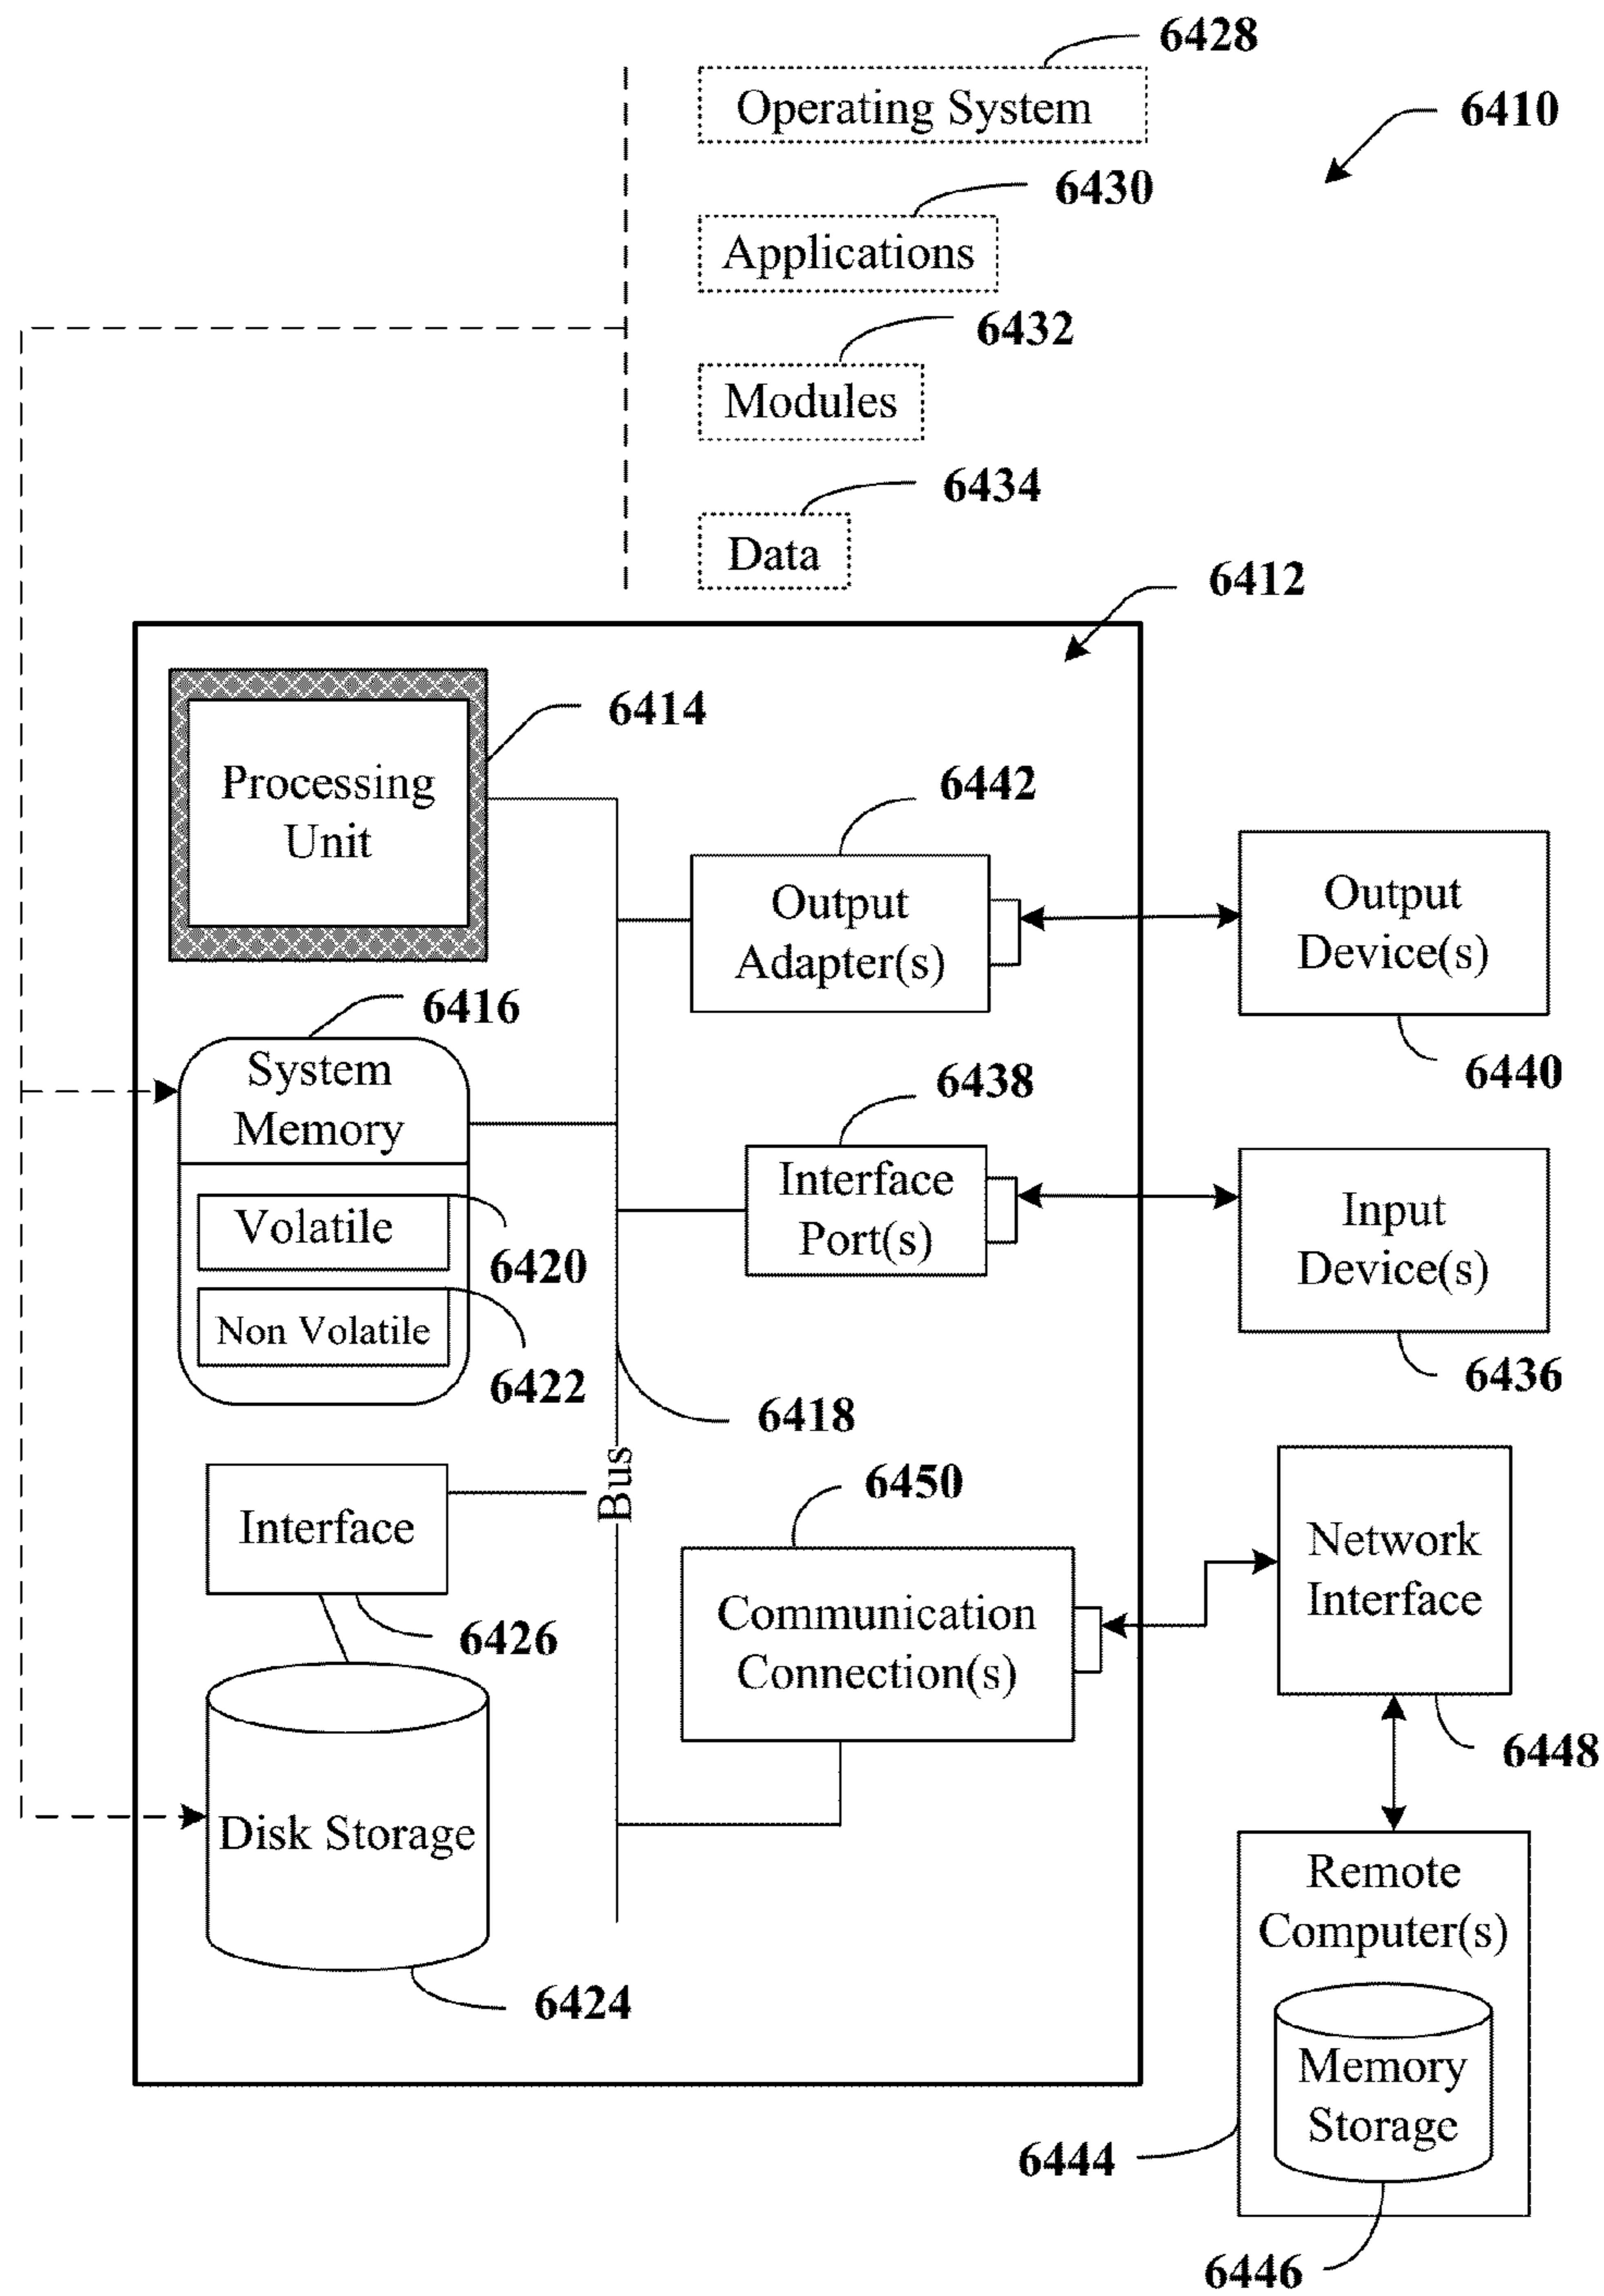 6428
Operating System
6410
6430
Applications
6432
Modules
6434
Data
6412
6414
Processing
Unit
6442
Output
Adapter(s)
Output
Device(s)
6440
6416
System
Memory
6438
Interface
Port(s)
Input
Device(s)
6436
Volatile
6420
Non Volatile
6422
6418
Bus
Interface
6426
6450
Communication
Connection(s)
Network
Interface
6448
Disk Storage
6424
Remote
Computer(s)
Memory
Storage
6444
6446